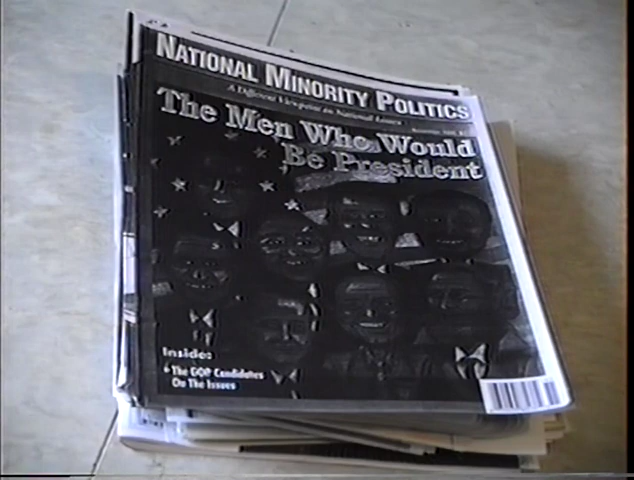 NATIONAL MINORITY POLITICS
A Different Viewpoint on National Issues
The Men Who Would
Be President
Inside:
• The GOP Candidates
On The Issues